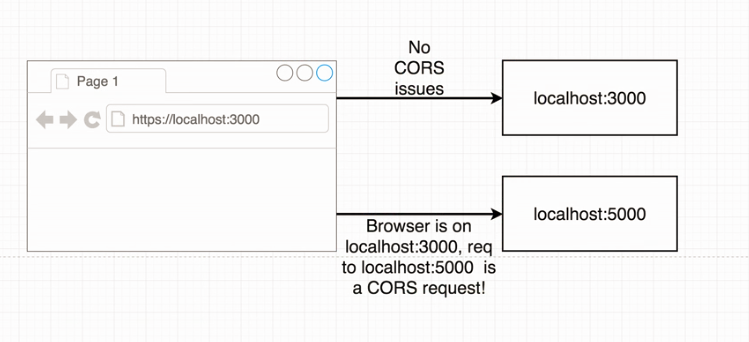 Page 1
https://localhost:3000
No
CORS
issues
localhost:3000
Browser is on
localhost:3000, req
to localhost:5000 is
a CORS request!
localhost:5000